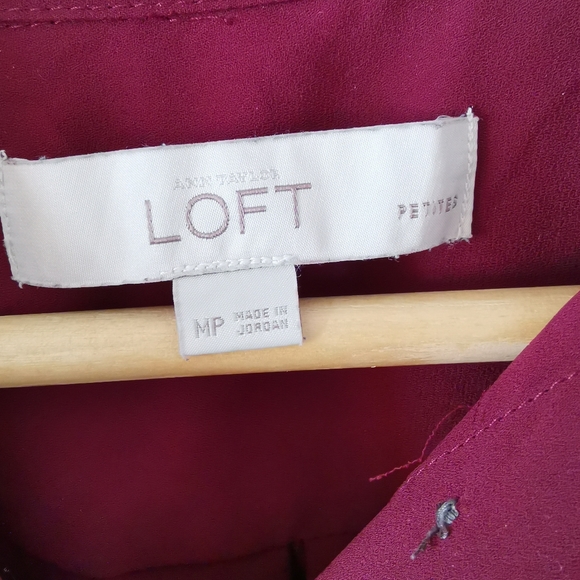 ANN TAYLOR
LOFT
PETITES
MP
MADE IN
JORDAN